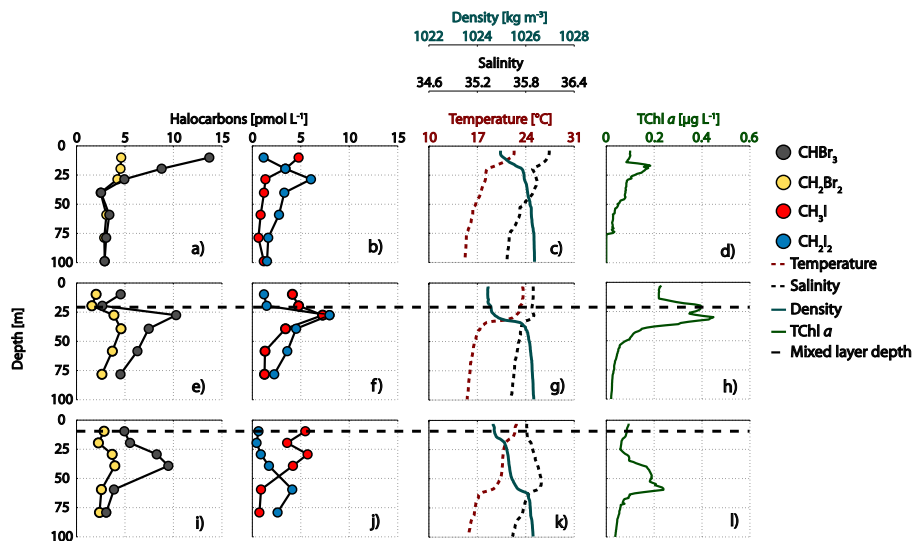 Density [kg m⁻³]
1022 1024 1026 1028
Salinity
34.6 35.2 35.8 36.4
Halocarbons [pmol L⁻¹] Temperature [°C] TChl a [µg L⁻¹]
0 5 10 15 0 5 10 15 10 17 24 31 0 0.2 0.4 0.6
0
25
50
75
100
a) b) c) d)
CHBr₃
CH₂Br₂
CH₃I
CH₂I₂
Temperature
Salinity
Density
TChl a
Mixed layer depth
Depth [m]
0
25
50
75
100
e) f) g) h)
0
25
50
75
100
i) j) k) l)